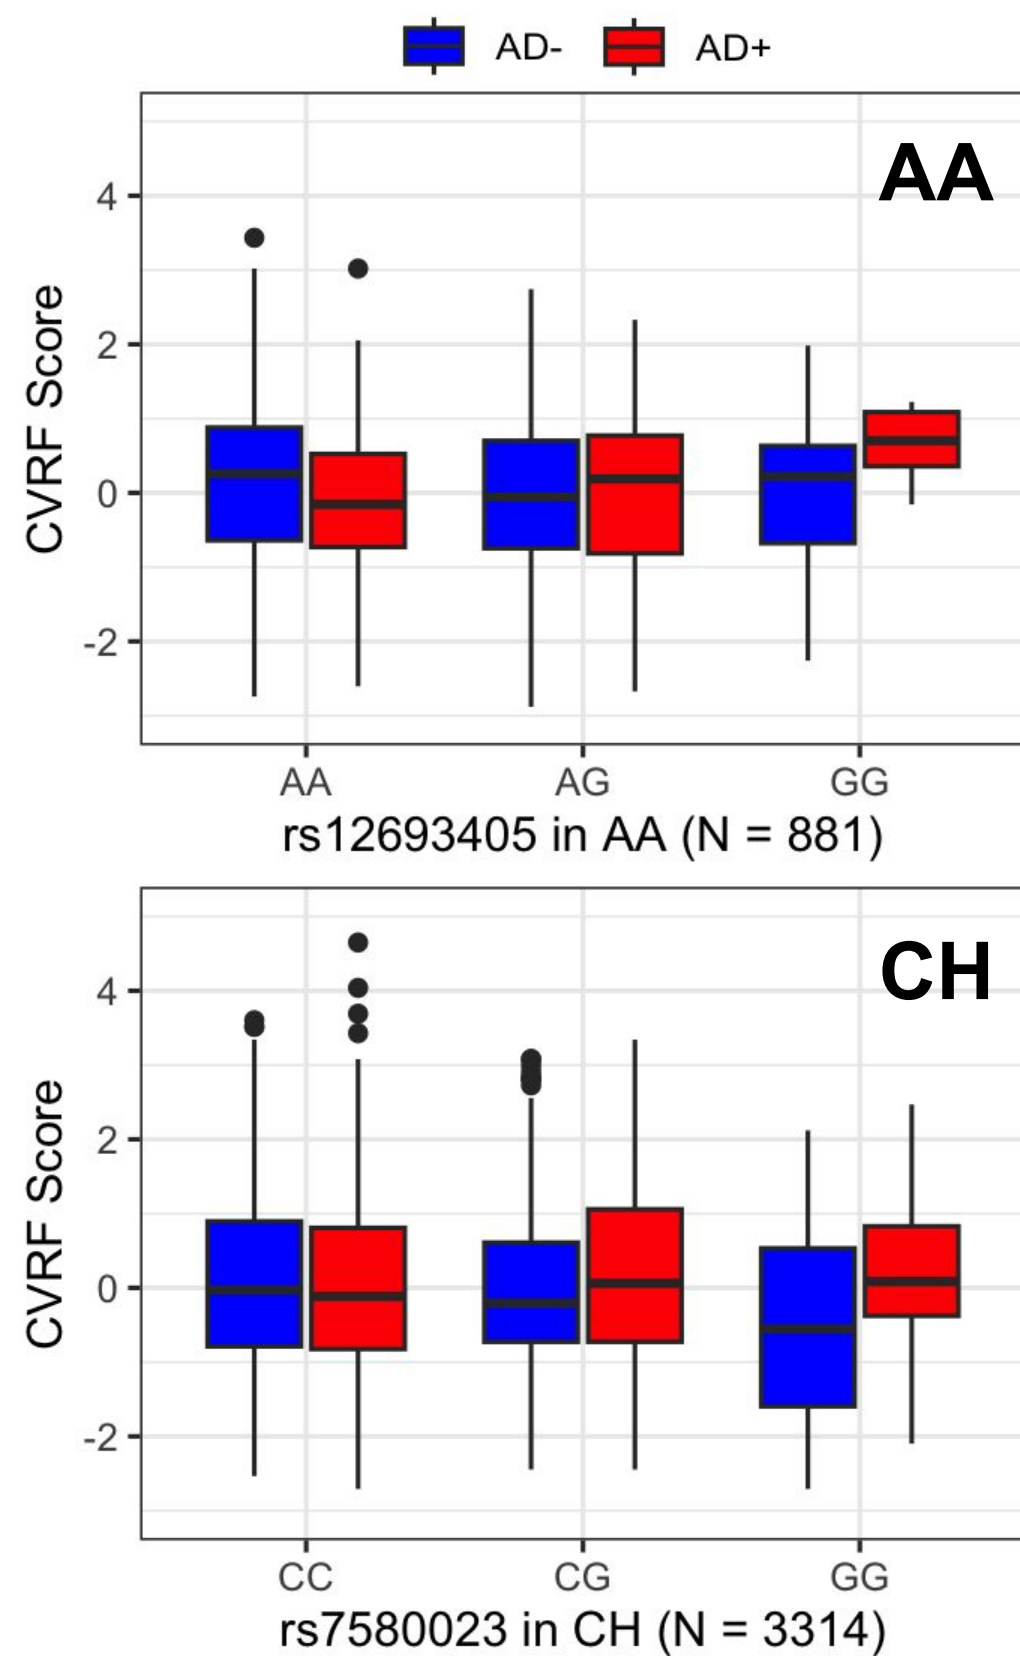 AD- AD+
AA
4
2
0
-2
CVRF Score
AA AG GG
rs12693405 in AA (N = 881)
CH
4
2
0
-2
CVRF Score
CC CG GG
rs7580023 in CH (N = 3314)